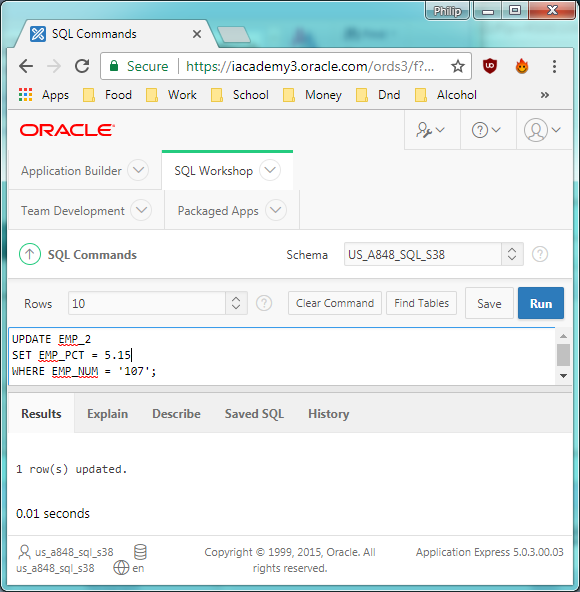 Philip
SQL Commands
Secure https://iacademy3.oracle.com/ords3/f?...
Apps Food Work School Money Dnd Alcohol »
ORACLE
Application Builder SQL Workshop
Team Development Packaged Apps
SQL Commands Schema US_A848_SQL_S38
Rows 10 Clear Command Find Tables Save Run
UPDATE EMP_2
SET EMP_PCT = 5.15
WHERE EMP_NUM = '107';
Results Explain Describe Saved SQL History
1 row(s) updated.
0.01 seconds
us_a848_sql_s38 Copyright © 1999, 2015, Oracle. All Application Express 5.0.3.00.03
us_a848_sql_s38 en rights reserved.